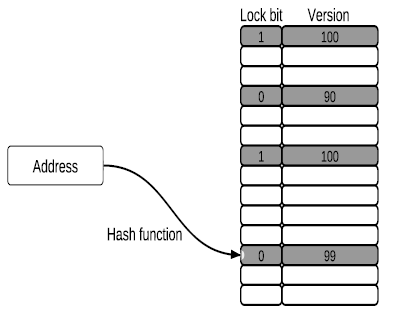 Lock bit Version
1 100
0 90
1 100
Address
Hash function
0 99